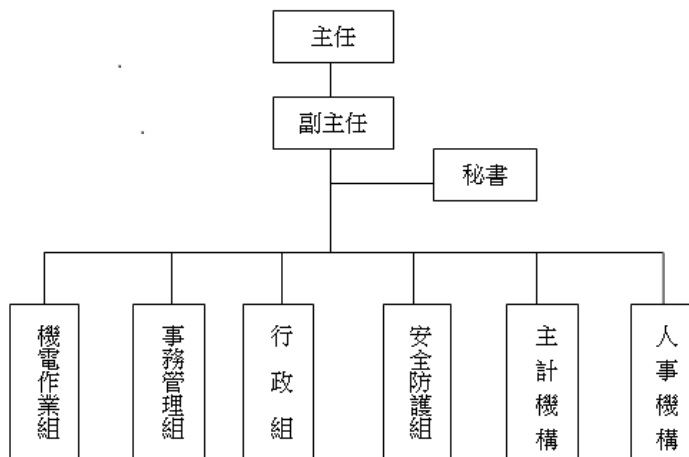 主任
副主任
秘書
機電作業組
事務管理組
行政組
安全防護組
主計機構
人事機構